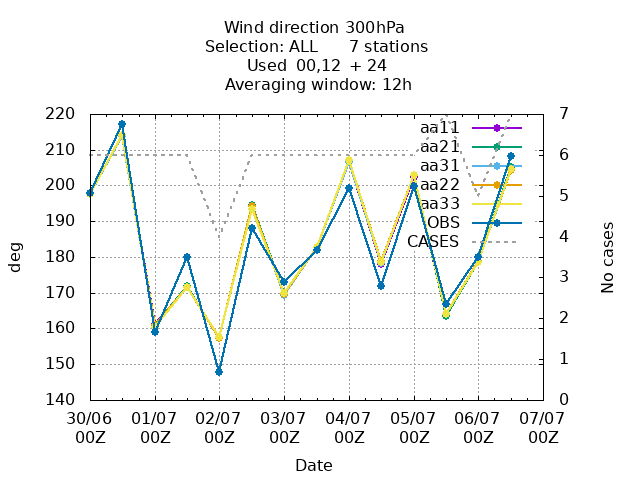 Wind direction 300hPa
Selection: ALL      7 stations
Used  00,12  + 24
Averaging window: 12h
220
210
200
190
180
170
160
150
140
deg
7
6
5
4
3
2
1
0
No cases
aa11
aa21
aa31
aa22
aa33
OBS
CASES
30/06 01/07 02/07 03/07 04/07 05/07 06/07 07/07
00Z 00Z 00Z 00Z 00Z 00Z 00Z 00Z
Date